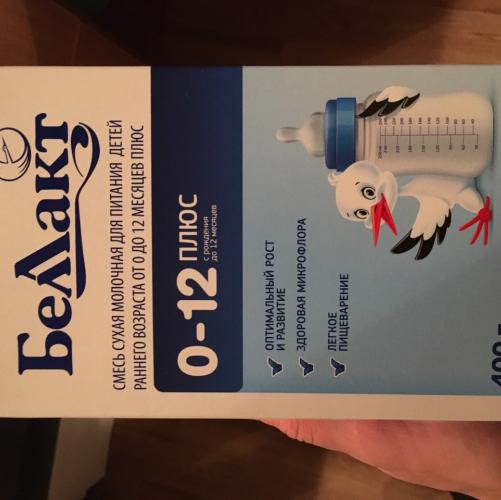 Беллакт
СМЕСЬ СУХАЯ МОЛОЧНАЯ ДЛЯ ПИТАНИЯ ДЕТЕЙ
РАННЕГО ВОЗРАСТА ОТ 0 ДО 12 МЕСЯЦЕВ ПЛЮС
0-12 ПЛЮС
с рождения
до 12 месяцев
ОПТИМАЛЬНЫЙ РОСТ
И РАЗВИТИЕ
ЗДОРОВАЯ МИКРОФЛОРА
ЛЕГКОЕ
ПИЩЕВАРЕНИЕ
400 г